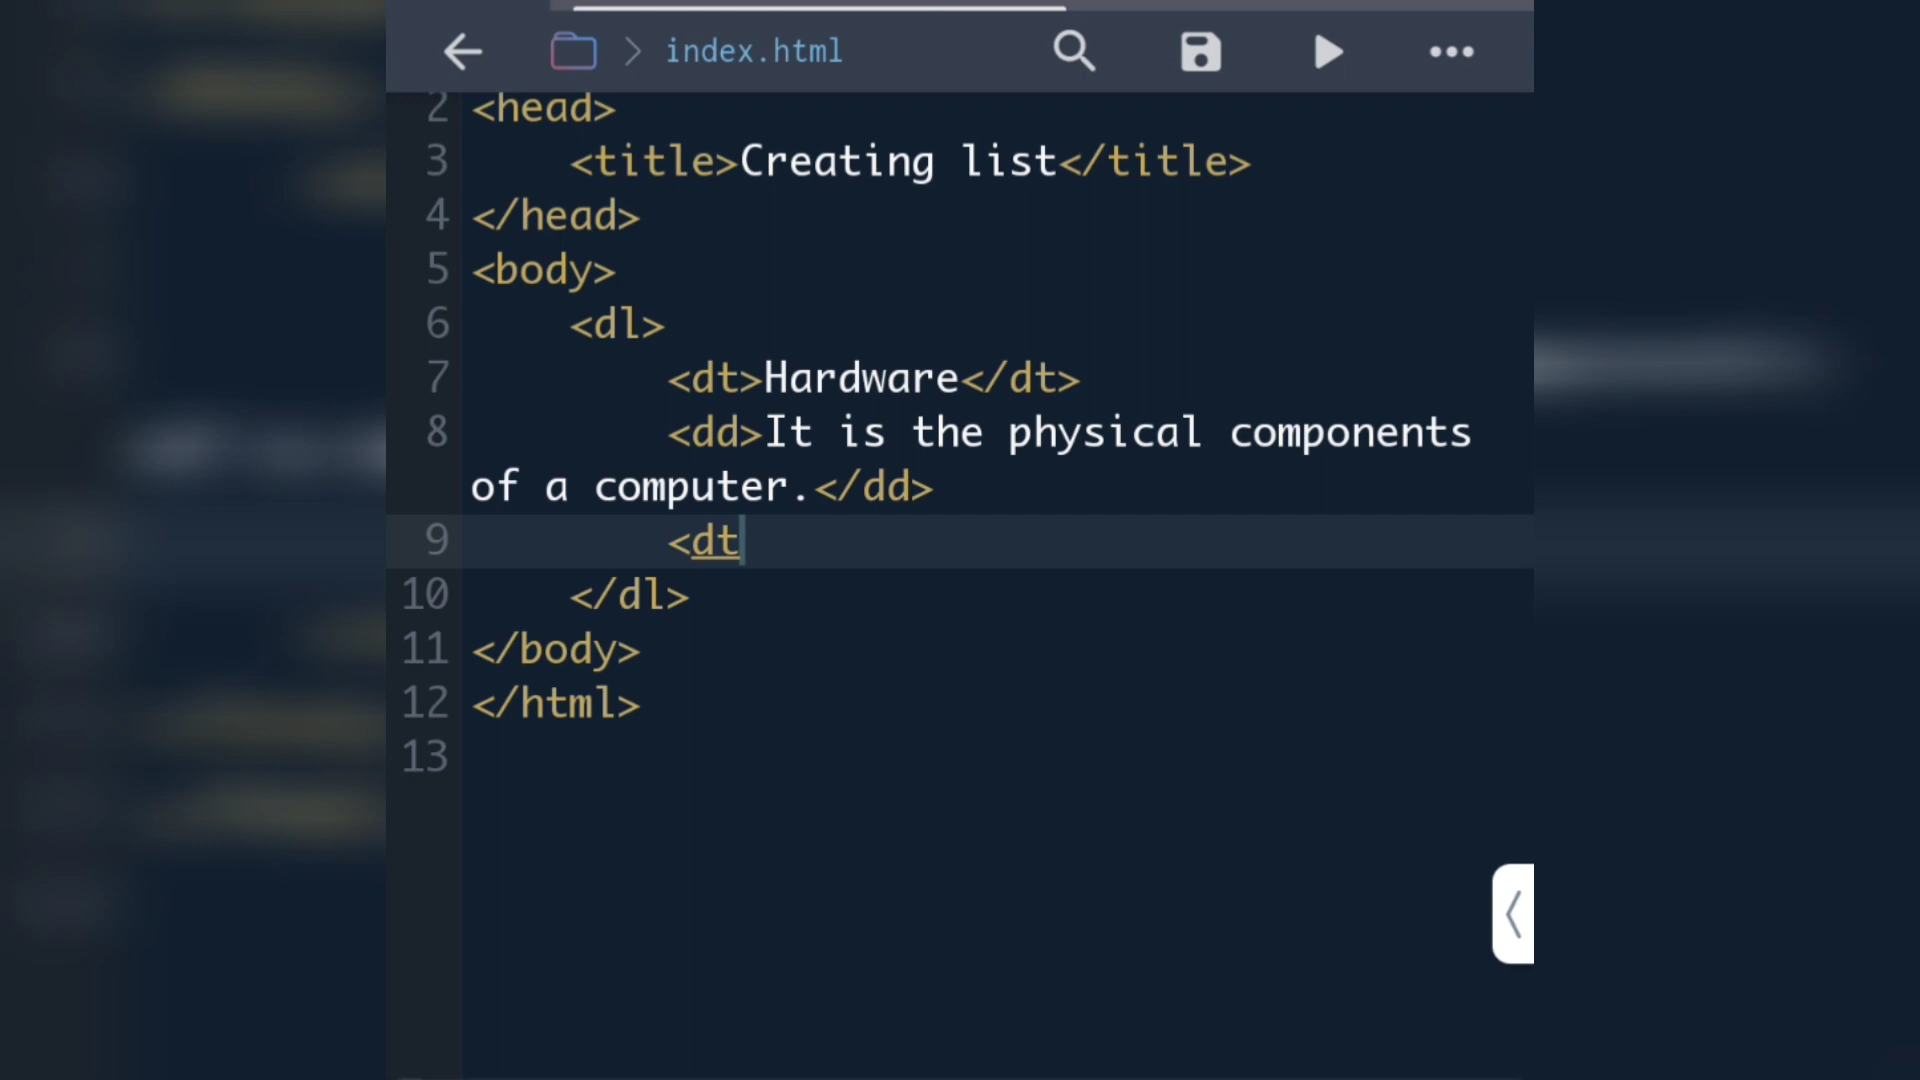 index.html
2 <head>
3 <title>Creating list</title>
4 </head>
5 <body>
6 <dl>
7 <dt>Hardware</dt>
8 <dd>It is the physical components
of a computer.</dd>
9 <dt
10 </dl>
11 </body>
12 </html>
13